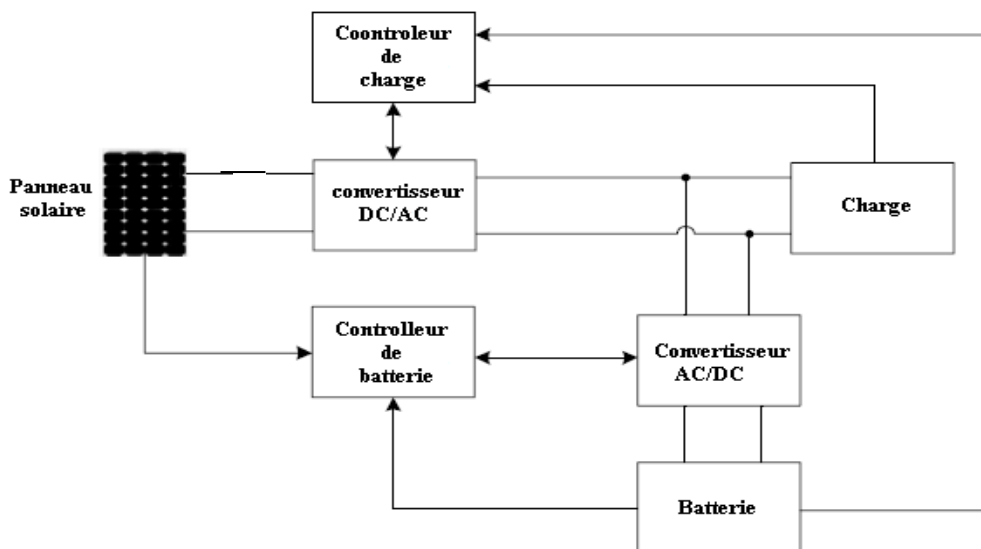 Coontroleur
de
charge
Panneau
solaire
convertisseur
DC/AC
Charge
Controlleur
de
batterie
Convertisseur
AC/DC
Batterie